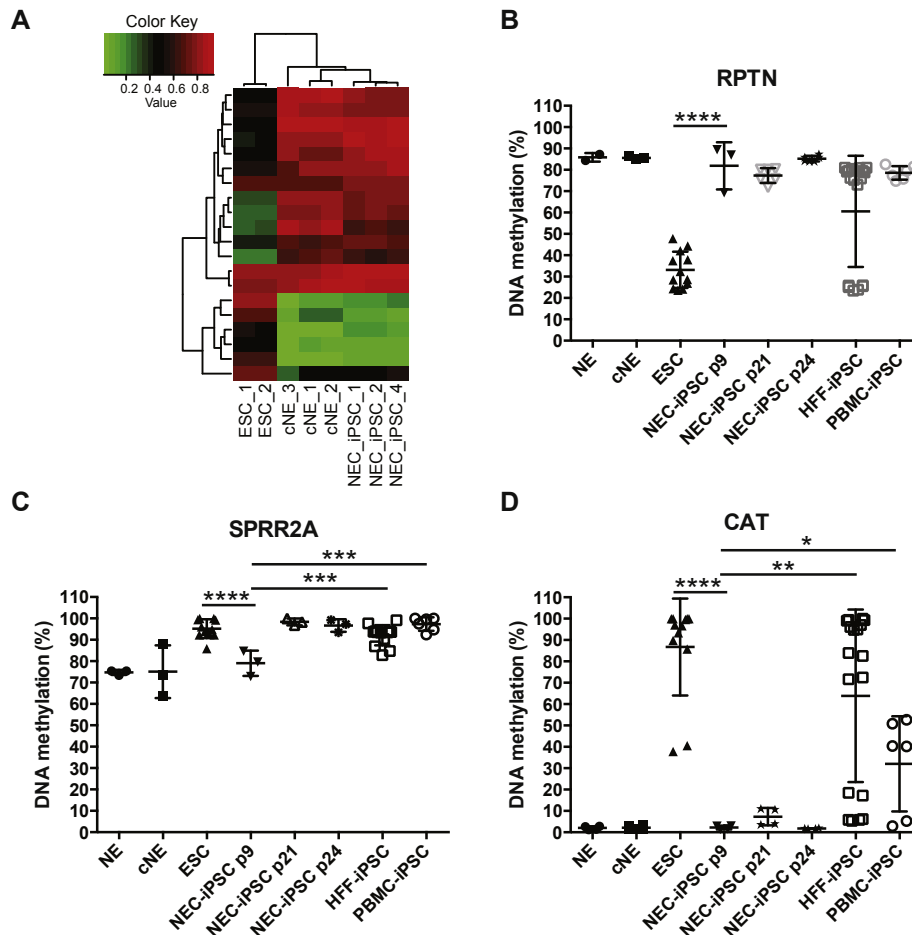 A
Color Key
0.2 0.4 0.6 0.8
Value
ESC_1
ESC_2
cNE_3
cNE_1
cNE_2
NEC_iPSC_1
NEC_iPSC_2
NEC_iPSC_4
B
RPTN
DNA methylation (%)
110
100
90
80
70
60
50
40
30
20
10
0
****
NE
cNE
ESC
NEC-iPSC p9
NEC-iPSC p21
NEC-iPSC p24
HFF-iPSC
PBMC-iPSC
C
SPRR2A
DNA methylation (%)
110
100
90
80
70
60
50
40
30
20
10
0
***
***
****
NE
cNE
ESC
NEC-iPSC p9
NEC-iPSC p21
NEC-iPSC p24
HFF-iPSC
PBMC-iPSC
D
CAT
DNA methylation (%)
110
100
90
80
70
60
50
40
30
20
10
0
*
**
****
NE
cNE
ESC
NEC-iPSC p9
NEC-iPSC p21
NEC-iPSC p24
HFF-iPSC
PBMC-iPSC